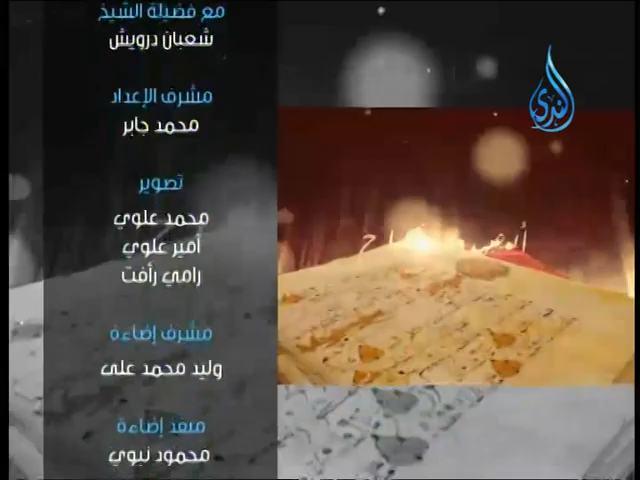 مع فضيلة الشيخ
شعبان درويش
مشرف الإعداد
محمد جابر
تصوير
محمد علوي
أمير علوي
رامي رأفت
مشرف إضاءة
وليد محمد على
منفذ إضاءة
محمود نبوي
الندى